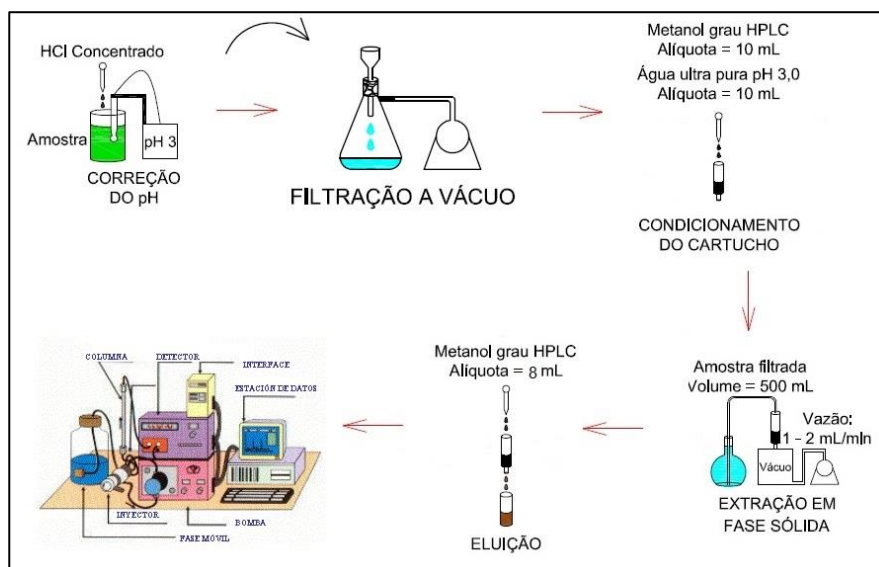 HCl Concentrado
Amostra
pH 3
CORREÇÃO
DO pH
FILTRAÇÃO A VÁCUO
Metanol grau HPLC
Alíquota = 10 mL
Água ultra pura pH 3,0
Alíquota = 10 mL
CONDICIONAMENTO
DO CARTUCHO
Amostra filtrada
Volume = 500 mL
Vazão:
1 - 2 mL/min
Vácuo
EXTRAÇÃO EM
FASE SÓLIDA
Metanol grau HPLC
Alíquota = 8 mL
ELUIÇÃO
COLUMNA
DETECTOR
INTERFACE
ESTACIÓN DE DATOS
INYECTOR
BOMBA
FASE MÓVIL